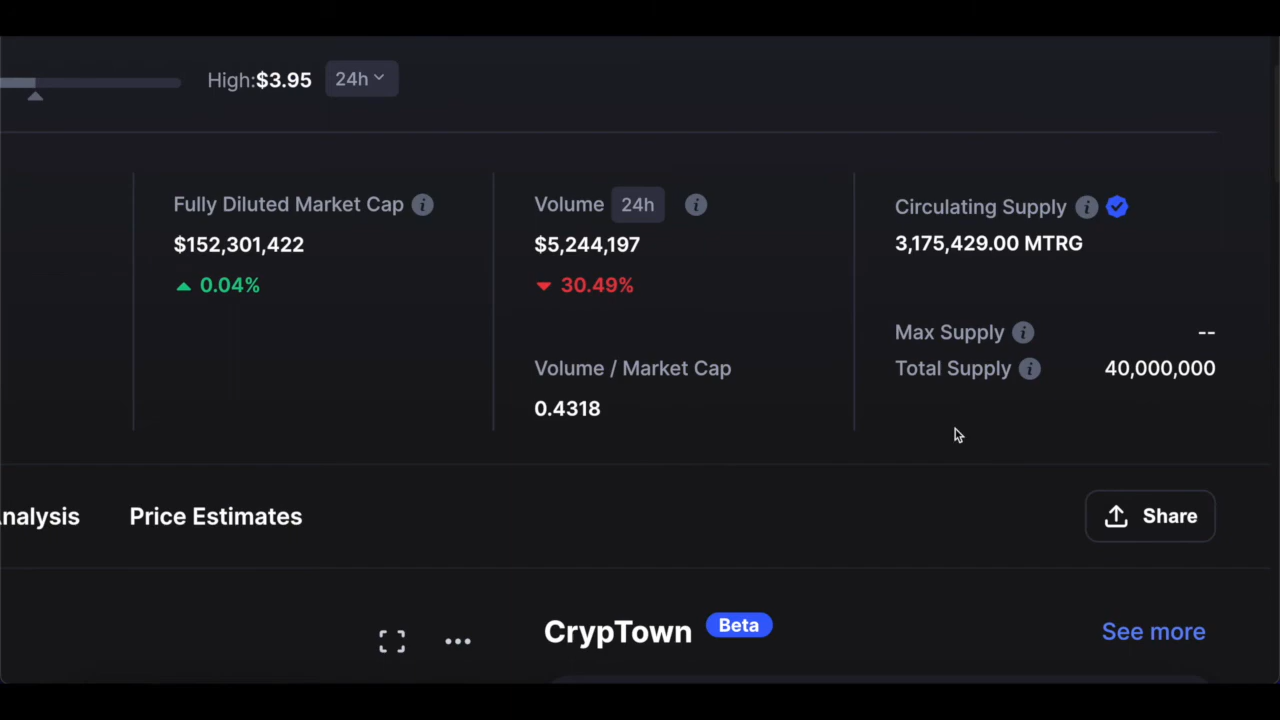 High:$3.95 24h
Fully Diluted Market Cap
$152,301,422
0.04%
Volume 24h
$5,244,197
30.49%
Volume / Market Cap
0.4318
Circulating Supply
3,175,429.00 MTRG
Max Supply --
Total Supply 40,000,000
nalysis Price Estimates Share
CrypTown Beta See more